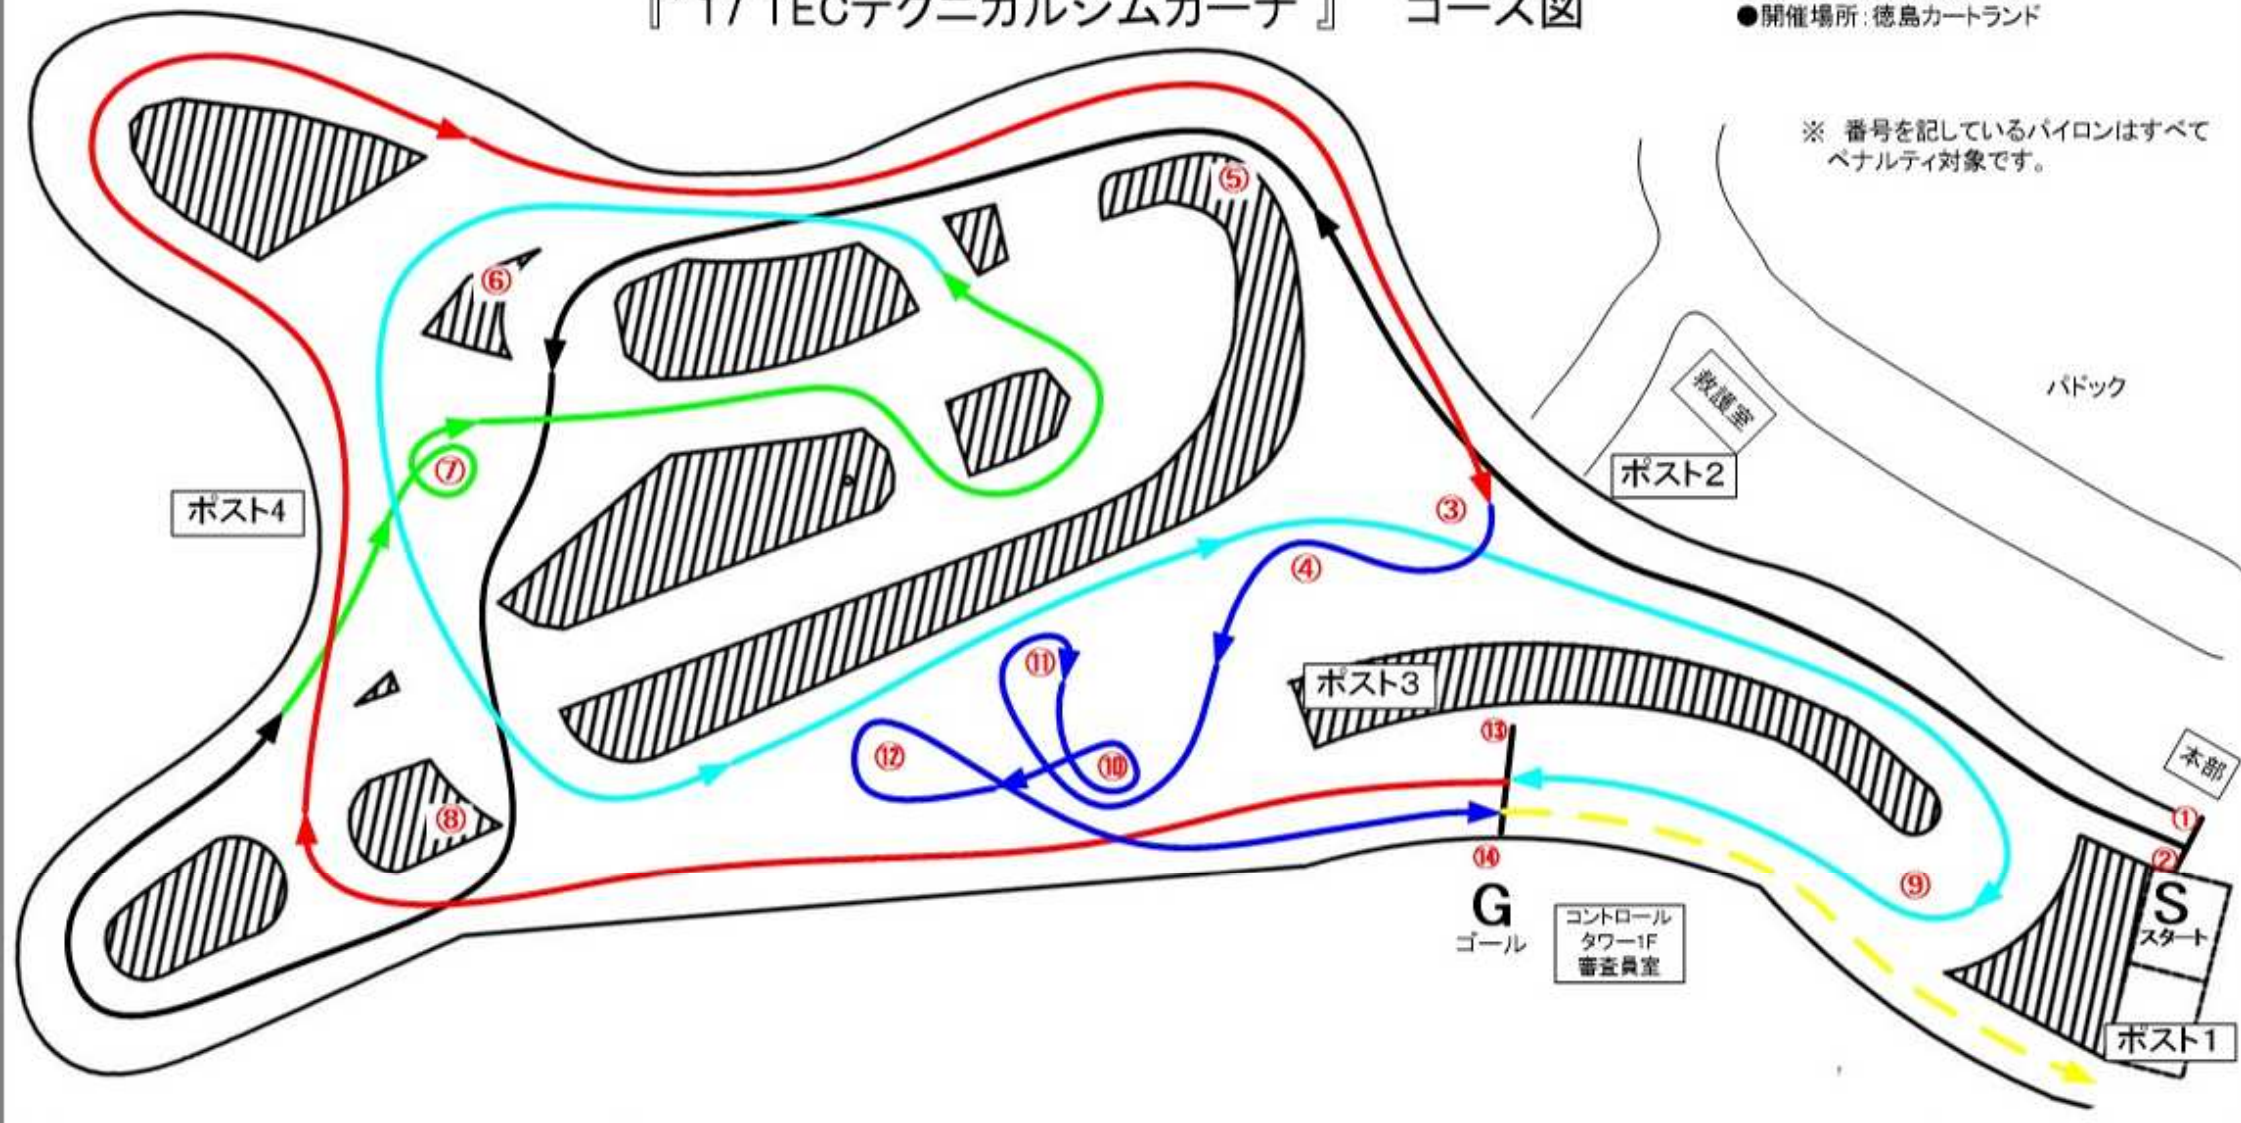 コース図
●開催場所：徳島カートランド
※ 番号を記しているパイロンはすべて
ペナルティ対象です。
⑤
⑥
パドック
救護室
ポスト2
⑦
ポスト4
③
④
⑪
ポスト3
⑬
⑫
⑩
本部
①
⑧
⑭
②
⑨
G
ゴール
S
スタート
コントロール
タワー1F
審査員室
ポスト1